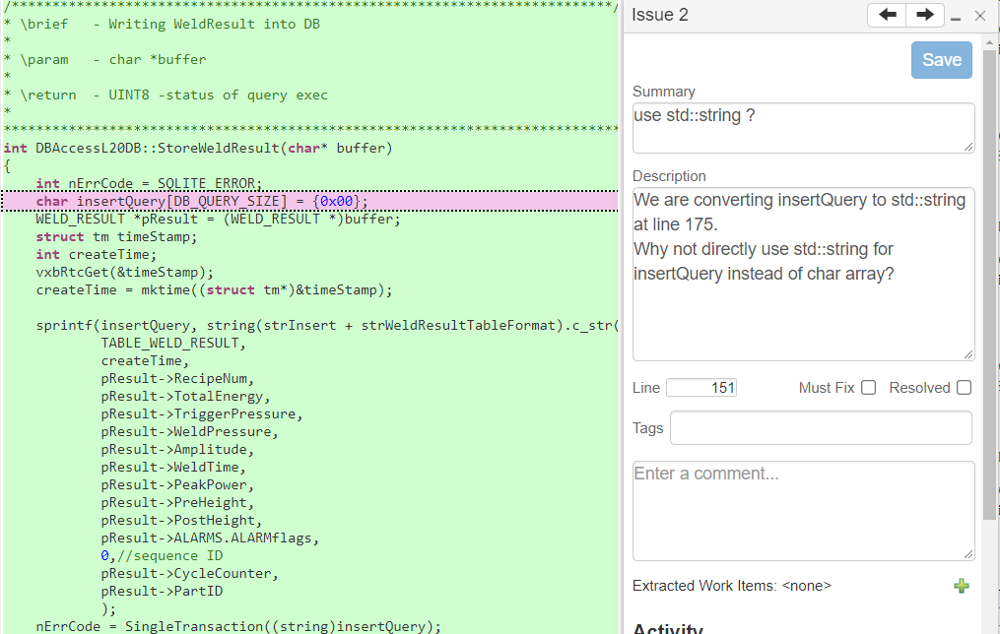 /**************************************************************************/
* \brief   - Writing WeldResult into DB
*
* \param   - char *buffer
*
* \return  - UINT8 -status of query exec
*
***************************************************************************
int DBAccessL20DB::StoreWeldResult(char* buffer)
{
    int nErrCode = SQLITE_ERROR;
    char insertQuery[DB_QUERY_SIZE] = {0x00};
    WELD_RESULT *pResult = (WELD_RESULT *)buffer;
    struct tm timeStamp;
    int createTime;
    vxbRtcGet(&timeStamp);
    createTime = mktime((struct tm*)&timeStamp);
    sprintf(insertQuery, string(strInsert + strWeldResultTableFormat).c_str(
            TABLE_WELD_RESULT,
            createTime,
            pResult->RecipeNum,
            pResult->TotalEnergy,
            pResult->TriggerPressure,
            pResult->WeldPressure,
            pResult->Amplitude,
            pResult->WeldTime,
            pResult->PeakPower,
            pResult->PreHeight,
            pResult->PostHeight,
            pResult->ALARMS.ALARMflags,
            0,//sequence ID
            pResult->CycleCounter,
            pResult->PartID
            );
    nErrCode = SingleTransaction((string)insertQuery);
Issue 2
Save
Summary
use std::string ?
Description
We are converting insertQuery to std::string
at line 175.
Why not directly use std::string for
insertQuery instead of char array?
Line 151 Must Fix Resolved
Tags
Enter a comment...
Extracted Work Items: <none>
Activity